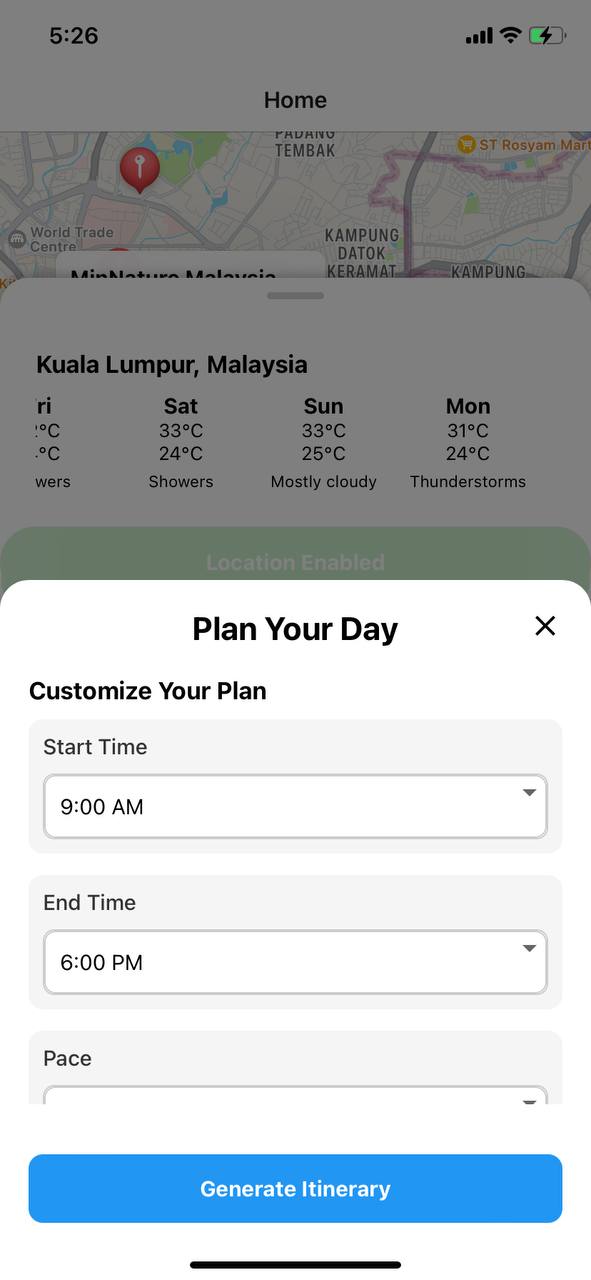 5:26
Home
PADANG
TEMBAK
ST Rosyam Mart
World Trade
Centre
KAMPUNG
DATOK
KERAMAT
KAMPUNG
MinNature Malaysia
Kuala Lumpur, Malaysia
ri Sat Sun Mon
°C 33°C 33°C 31°C
°C 24°C 25°C 24°C
wers Showers Mostly cloudy Thunderstorms
Location Enabled
Plan Your Day
Customize Your Plan
Start Time
9:00 AM
End Time
6:00 PM
Pace
Generate Itinerary